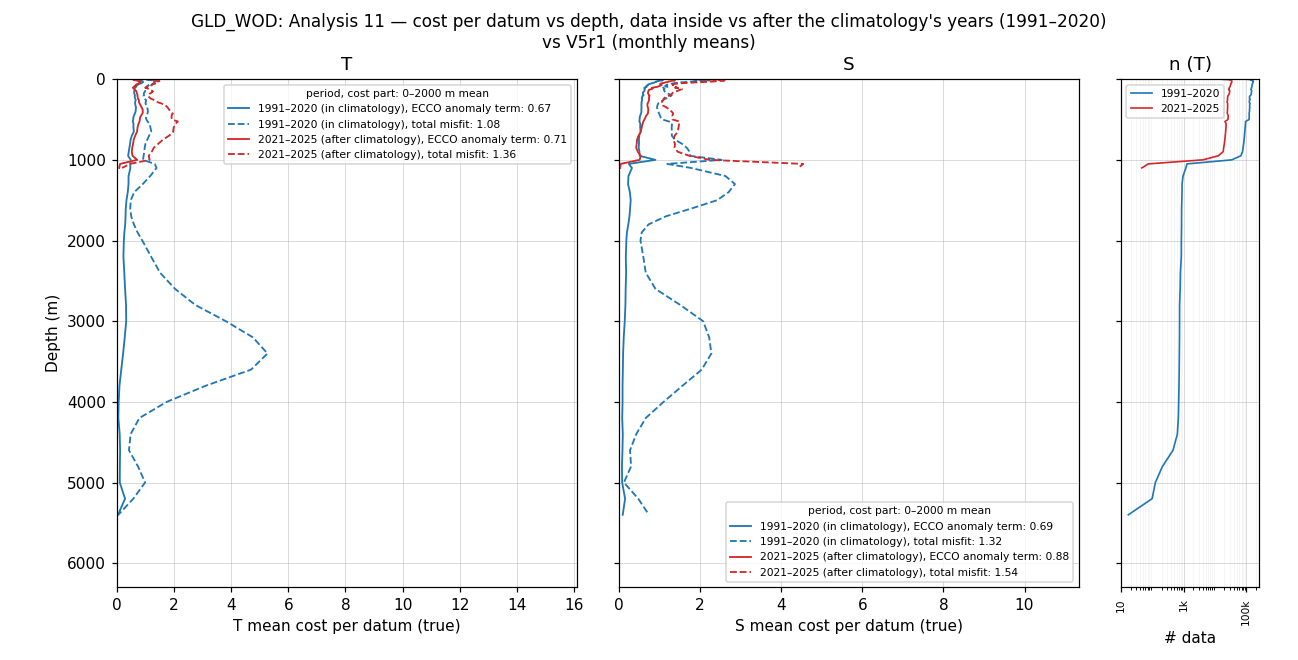 GLD_WOD: Analysis 11 — cost per datum vs depth, data inside vs after the climatology's years (1991–2020)
vs V5r1 (monthly means)
T
S
n (T)
period, cost part: 0–2000 m mean
1991–2020 (in climatology), ECCO anomaly term: 0.67
1991–2020 (in climatology), total misfit: 1.08
2021–2025 (after climatology), ECCO anomaly term: 0.71
2021–2025 (after climatology), total misfit: 1.36
1991–2020
2021–2025
0
1000
2000
3000
4000
5000
6000
Depth (m)
period, cost part: 0–2000 m mean
1991–2020 (in climatology), ECCO anomaly term: 0.69
1991–2020 (in climatology), total misfit: 1.32
2021–2025 (after climatology), ECCO anomaly term: 0.88
2021–2025 (after climatology), total misfit: 1.54
0 2 4 6 8 10 12 14 16
0 2 4 6 8 10
10 1k 100k
T mean cost per datum (true)
S mean cost per datum (true)
# data